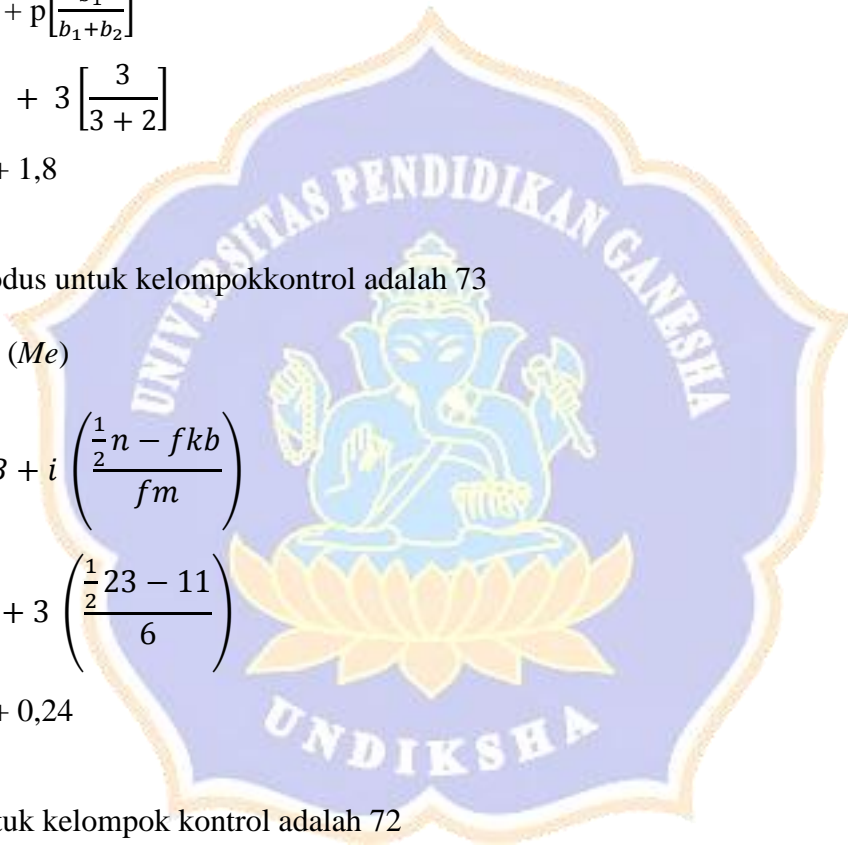 + p[b₁/(b₁+b₂)]
+ 3 [3/(3 + 2)]
+ 1,8
odus untuk kelompokkontrol adalah 73
(Me)
+ i ((½n − fkb)/fm)
+ 3 ((½23 − 11)/6)
+ 0,24
tuk kelompok kontrol adalah 72
UNIVERSITAS PENDIDIKAN GANESHA
UNDIKSHA